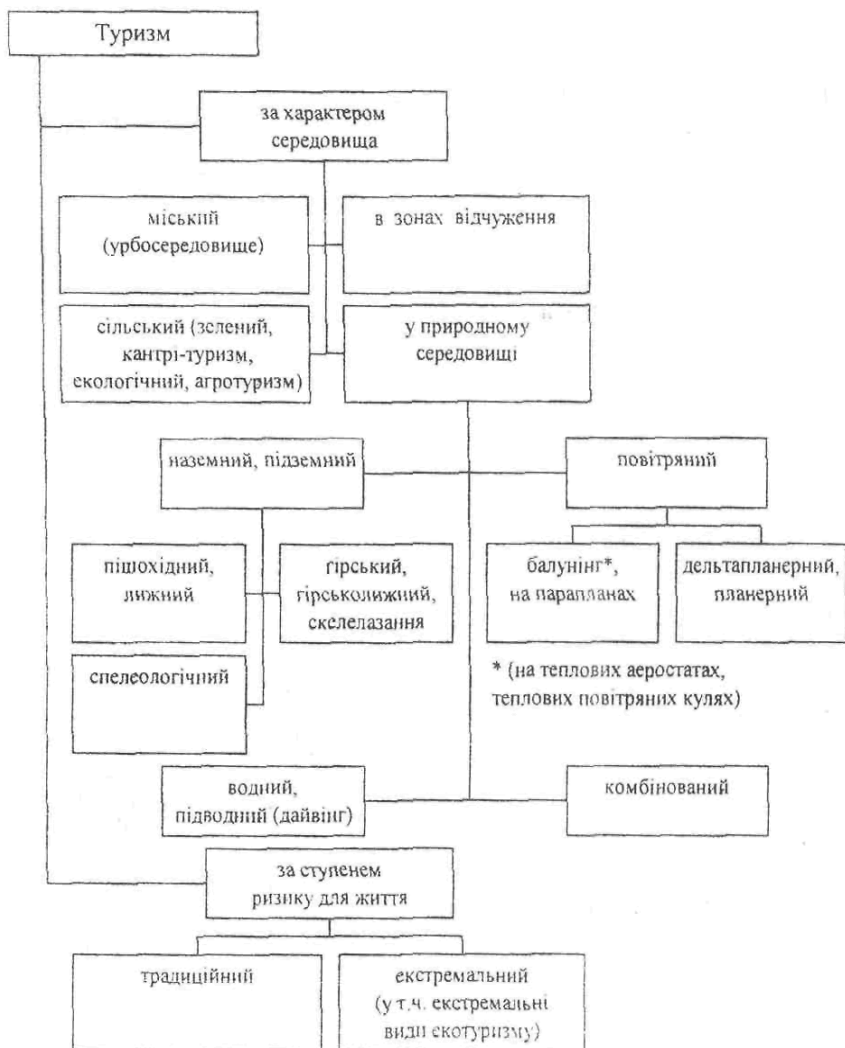 Туризм
за характером
середовища
міський
(урбосередовище)
в зонах відчуження
сільський (зелений,
кантрі-туризм,
екологічний, агротуризм)
у природному
середовищі
наземний, підземний
повітряний
пішохідний,
лижний
гірський,
гірськолижний,
скелелазання
балунінг*,
на парапланах
дельтапланерний,
планерний
спелеологічний
* (на теплових аеростатах,
теплових повітряних кулях)
водний,
підводний (дайвінг)
комбінований
за ступенем
ризику для життя
традиційний
екстремальний
(у т.ч. екстремальні
види екотуризму)